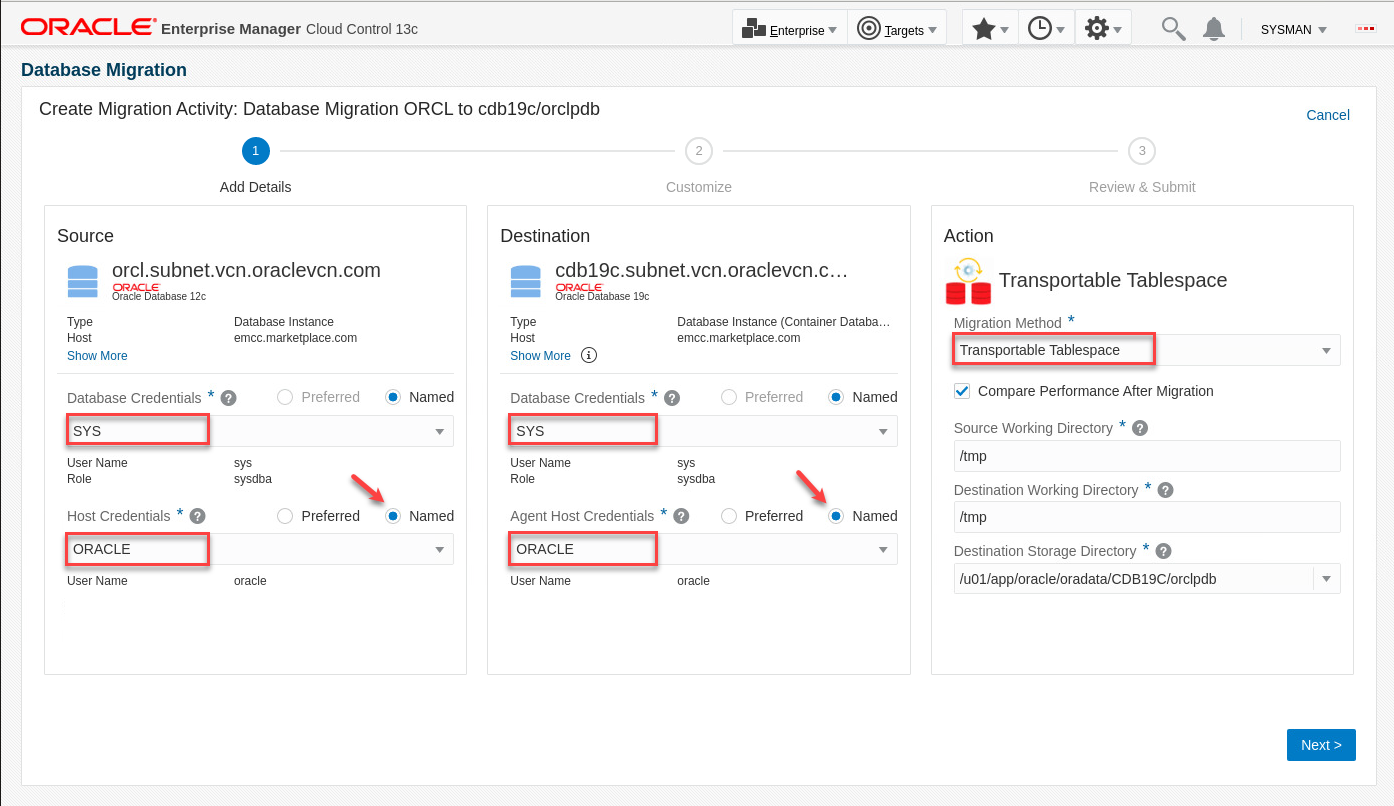 ORACLE Enterprise Manager Cloud Control 13c
Enterprise Targets SYSMAN
Database Migration
Create Migration Activity: Database Migration ORCL to cdb19c/orclpdb
Cancel
1 2 3
Add Details Customize Review & Submit
Source
orcl.subnet.vcn.oraclevcn.com
ORACLE
Oracle Database 12c
Type Database Instance
Host emcc.marketplace.com
Show More
Database Credentials * ? Preferred Named
SYS
User Name sys
Role sysdba
Host Credentials * ? Preferred Named
ORACLE
User Name oracle
Destination
cdb19c.subnet.vcn.oraclevcn.c…
ORACLE
Oracle Database 19c
Type Database Instance (Container Databa…
Host emcc.marketplace.com
Show More i
Database Credentials * ? Preferred Named
SYS
User Name sys
Role sysdba
Agent Host Credentials * ? Preferred Named
ORACLE
User Name oracle
Action
Transportable Tablespace
Migration Method *
Transportable Tablespace
Compare Performance After Migration
Source Working Directory * ?
/tmp
Destination Working Directory * ?
/tmp
Destination Storage Directory * ?
/u01/app/oracle/oradata/CDB19C/orclpdb
Next >